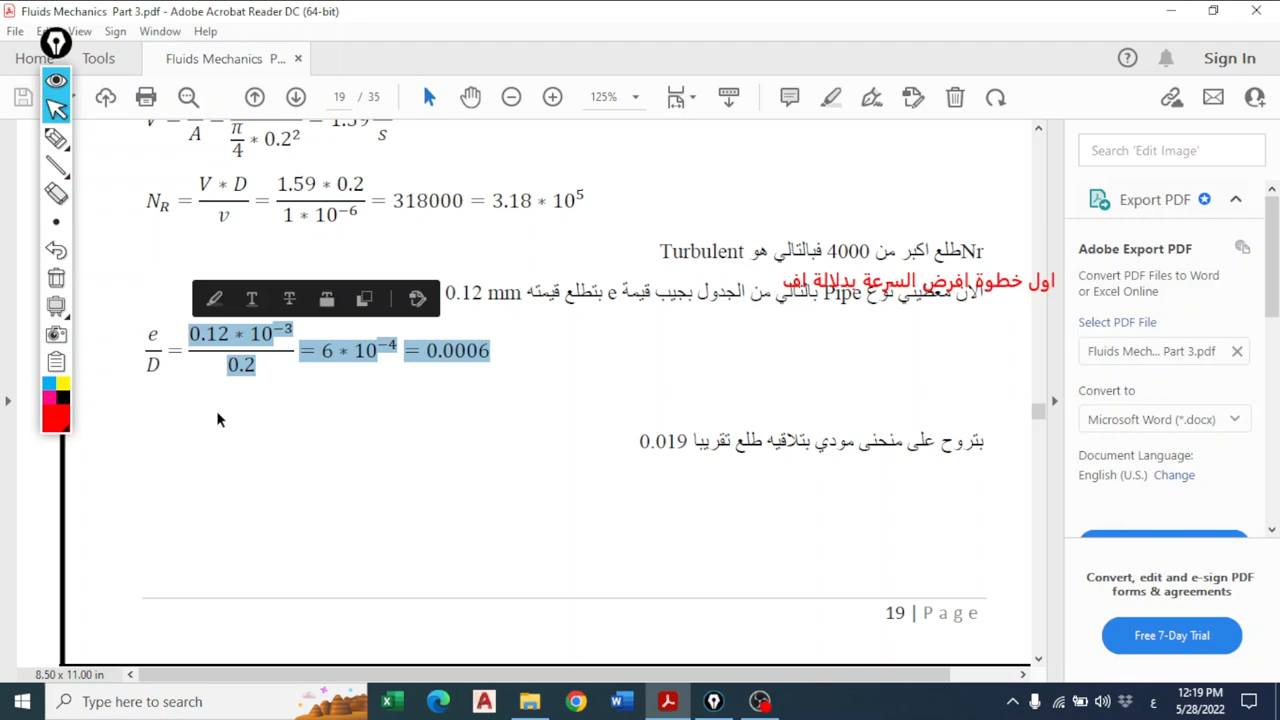 Fluids Mechanics Part 3.pdf - Adobe Acrobat Reader DC (64-bit)
File View Sign Window Help
Home Tools Fluids Mechanics P... ×
Sign In
19 / 35 125%
A = π/4 ∗ 0.2² = s
N_R = V ∗ D / v = 1.59 ∗ 0.2 / 1 ∗ 10⁻⁶ = 318000 = 3.18 ∗ 10⁵
Nrطلع اكبر من 4000 فبالتالي هو Turbulent
اول خطوة افرض السرعة بدلالة اف
الان معطيني نوع Pipe بالتالي من الجدول بجيب قيمة e بتطلع قيمته 0.12 mm
e/D = 0.12 ∗ 10⁻³ / 0.2 = 6 ∗ 10⁻⁴ = 0.0006
بتروح على منحنى مودي بتلاقيه طلع تقريبا 0.019
19 | Page
8.50 x 11.00 in
Search 'Edit Image'
Export PDF
Adobe Export PDF
Convert PDF Files to Word
or Excel Online
Select PDF File
Fluids Mech... Part 3.pdf ×
Convert to
Microsoft Word (*.docx)
Document Language:
English (U.S.) Change
Convert, edit and e-sign PDF
forms & agreements
Free 7-Day Trial
Type here to search
ع
12:19 PM
5/28/2022